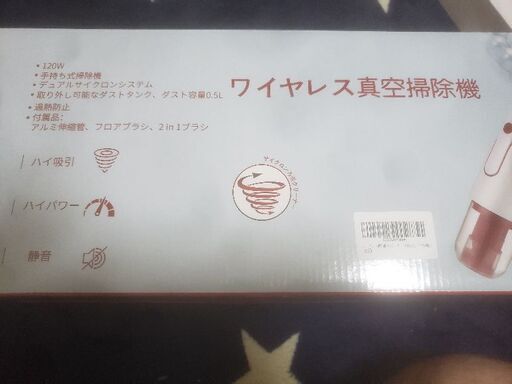 • 120W
• 手持ち式掃除機
• デュアルサイクロンシステム
• 取り外し可能なダストタンク、ダスト容量0.5L
• 過熱防止
• 付属品:
アルミ伸縮管、フロアブラシ、2 in 1ブラシ
ワイヤレス真空掃除機
ハイ吸引
ハイパワー
静音